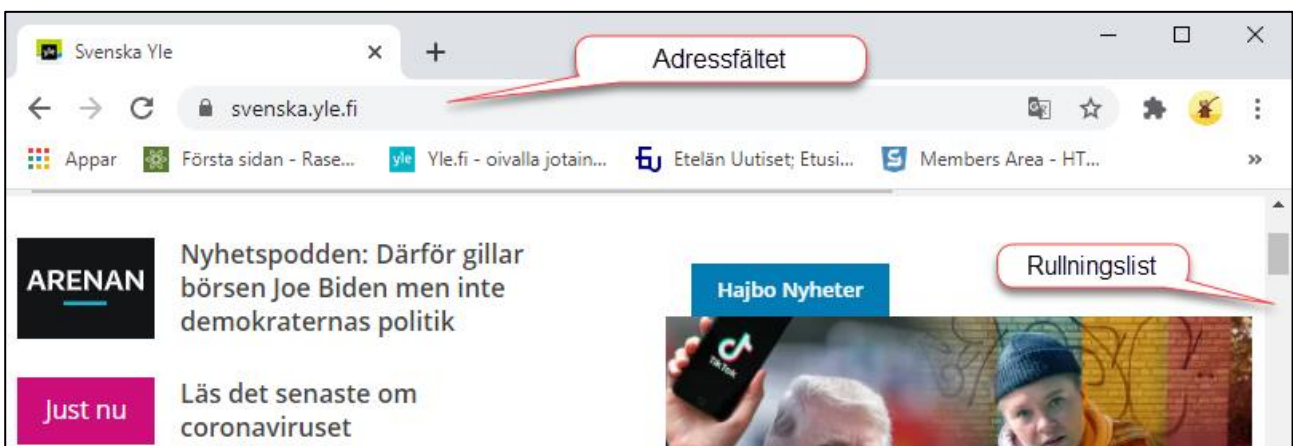 Svenska Yle
Adressfältet
svenska.yle.fi
Appar
Första sidan - Rase...
yle
Yle.fi - oivalla jotain...
Etelän Uutiset; Etusi...
Members Area - HT...
ARENAN
Nyhetspodden: Därför gillar
börsen Joe Biden men inte
demokraternas politik
Hajbo Nyheter
Rullningslist
TikTok
Just nu
Läs det senaste om
coronaviruset